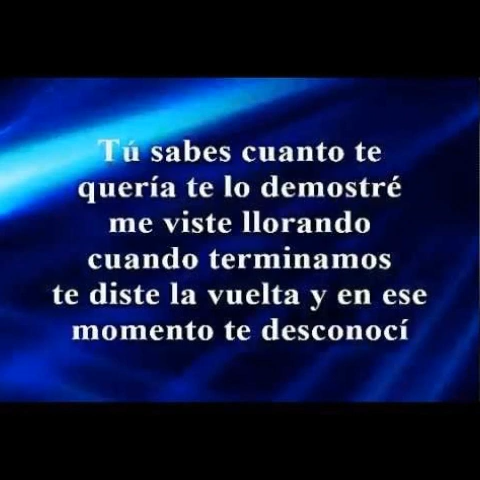 Tú sabes cuanto te
quería te lo demostré
me viste llorando
cuando terminamos
te diste la vuelta y en ese
momento te desconocí